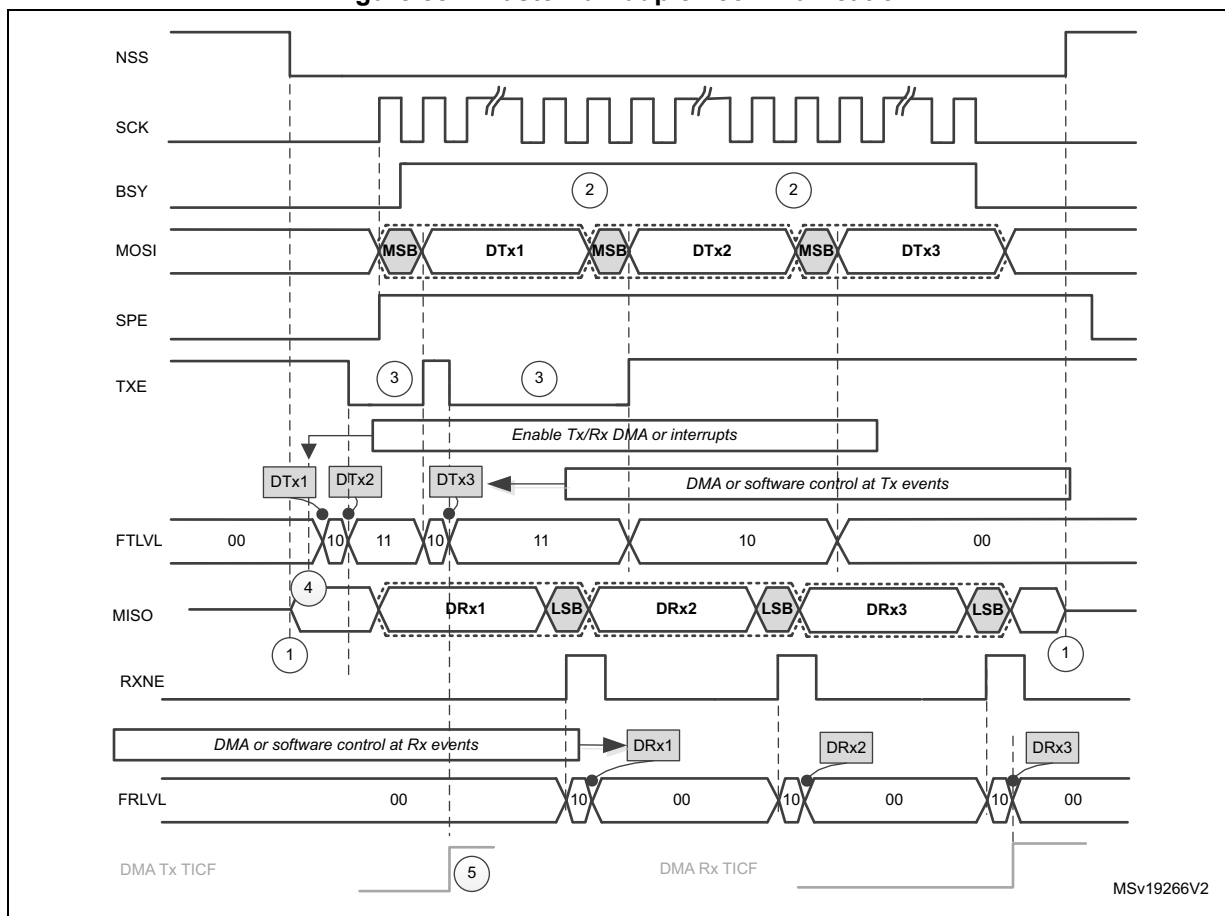 NSS
SCK
BSY
2
2
MOSI
MSB
DTx1
MSB
DTx2
MSB
DTx3
SPE
TXE
3
3
Enable Tx/Rx DMA or interrupts
DTx1
DTx2
DTx3
DMA or software control at Tx events
FTLVL
00
10
11
10
11
10
00
4
MISO
DRx1
LSB
DRx2
LSB
DRx3
LSB
1
1
RXNE
DMA or software control at Rx events
DRx1
DRx2
DRx3
FRLVL
00
10
00
10
00
10
00
DMA Tx TICF
5
DMA Rx TICF
MSv19266V2